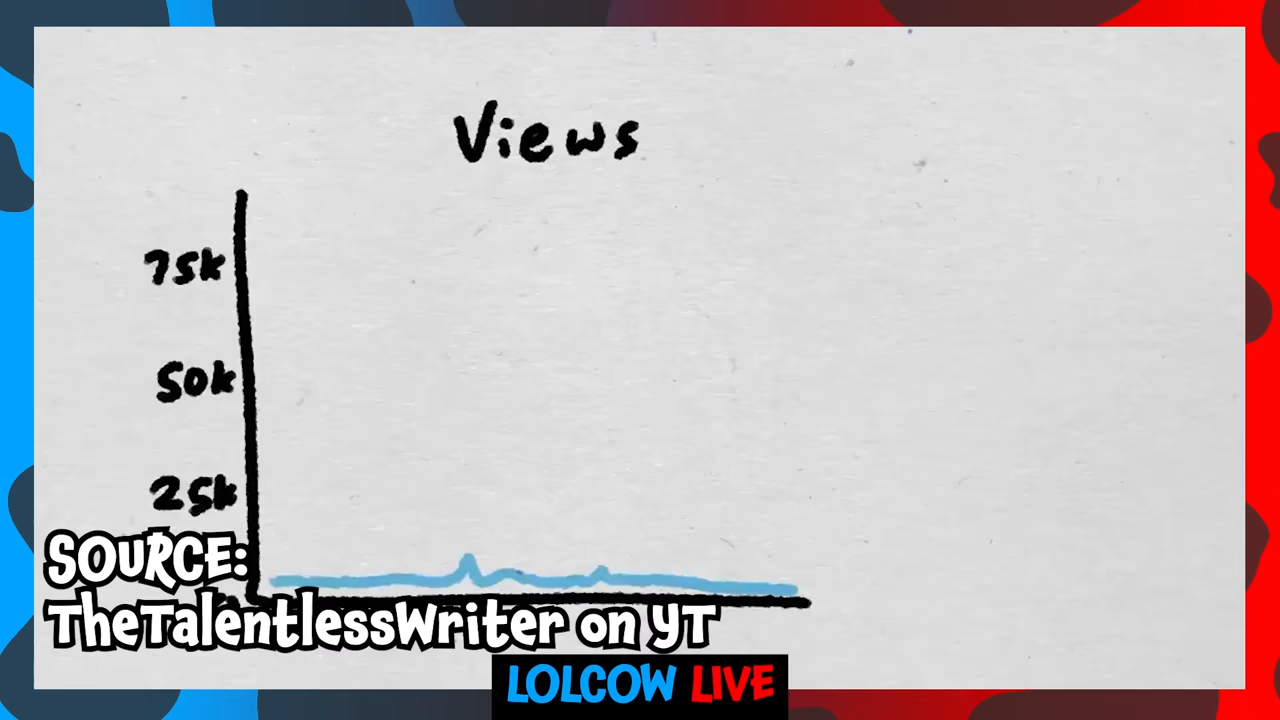 Views
75k
50k
25k
SOURCE:
TheTalentlessWriter on YT
LOLCOW LIVE